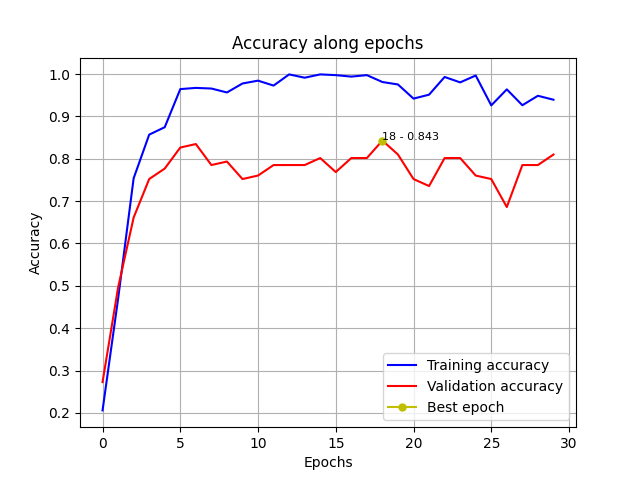 Accuracy along epochs
1.0
0.9
0.8
0.7
0.6
0.5
0.4
0.3
0.2
Accuracy
18 - 0.843
Training accuracy
Validation accuracy
Best epoch
0 5 10 15 20 25 30
Epochs